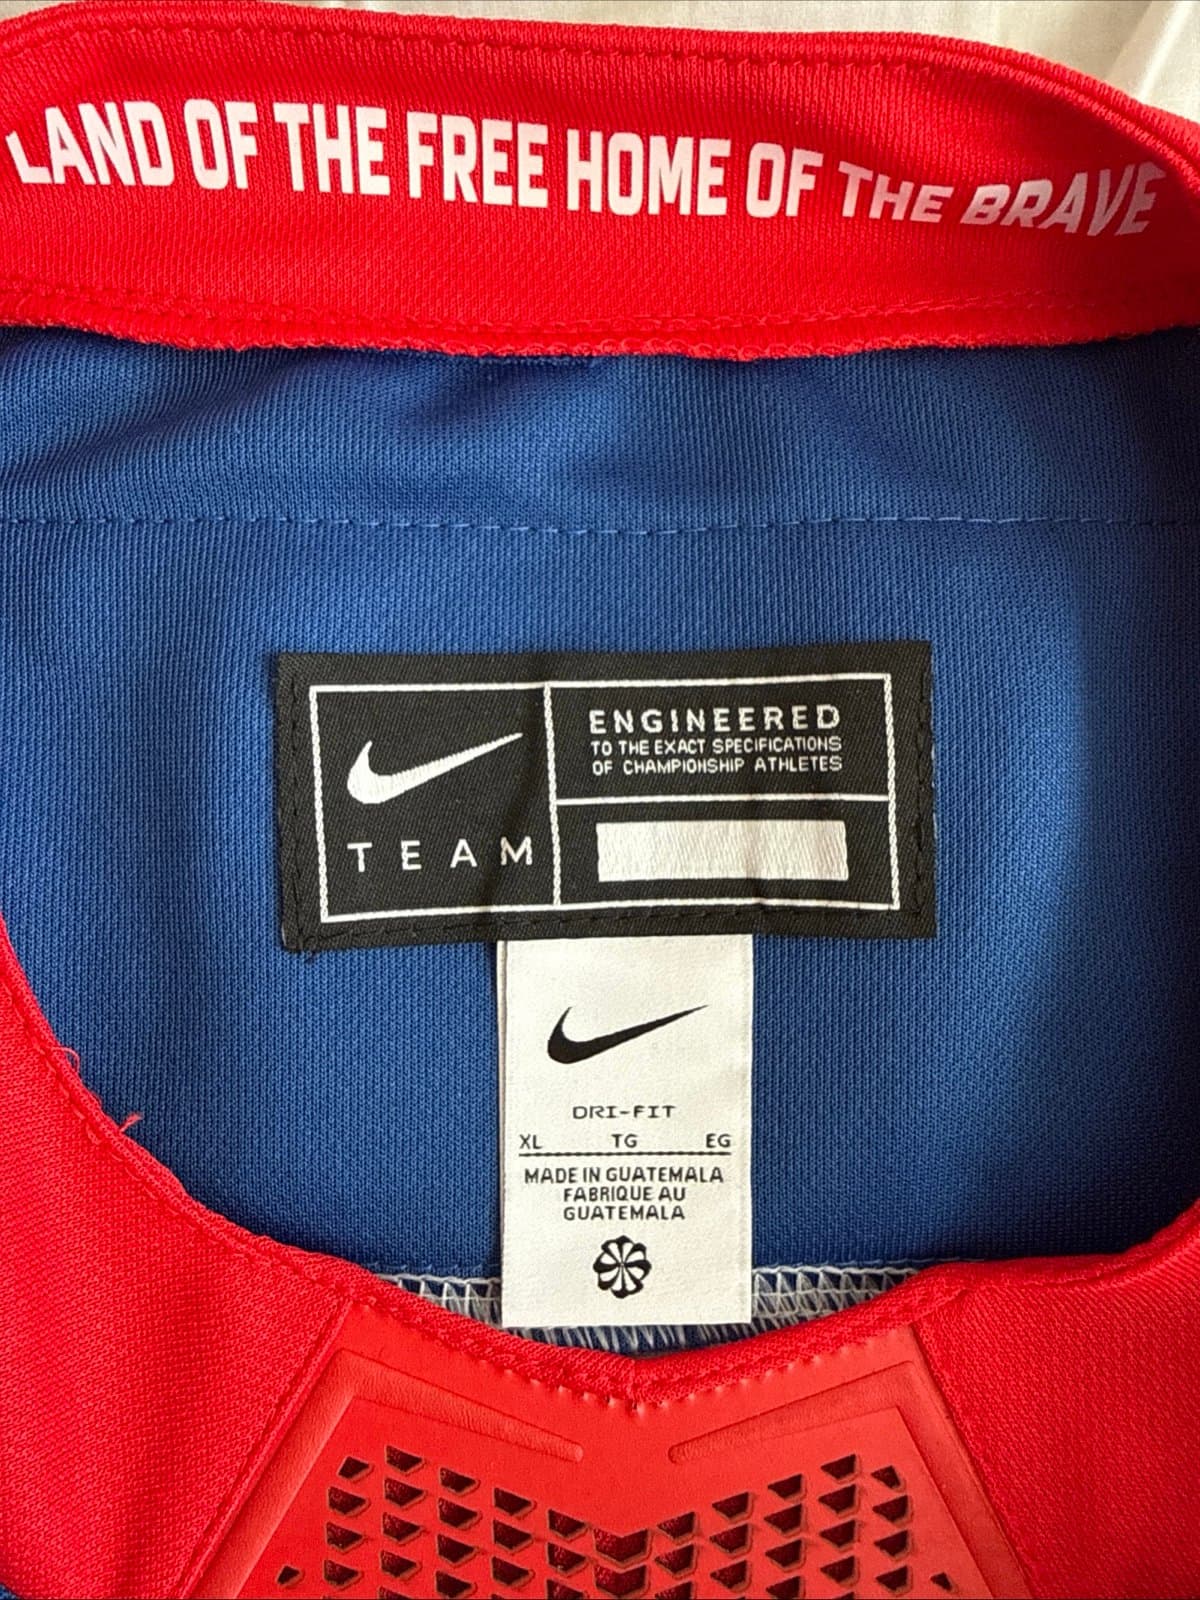 LAND OF THE FREE HOME OF THE BRAVE
TEAM
ENGINEERED
TO THE EXACT SPECIFICATIONS
OF CHAMPIONSHIP ATHLETES
DRI-FIT
XL TG EG
MADE IN GUATEMALA
FABRIQUE AU
GUATEMALA